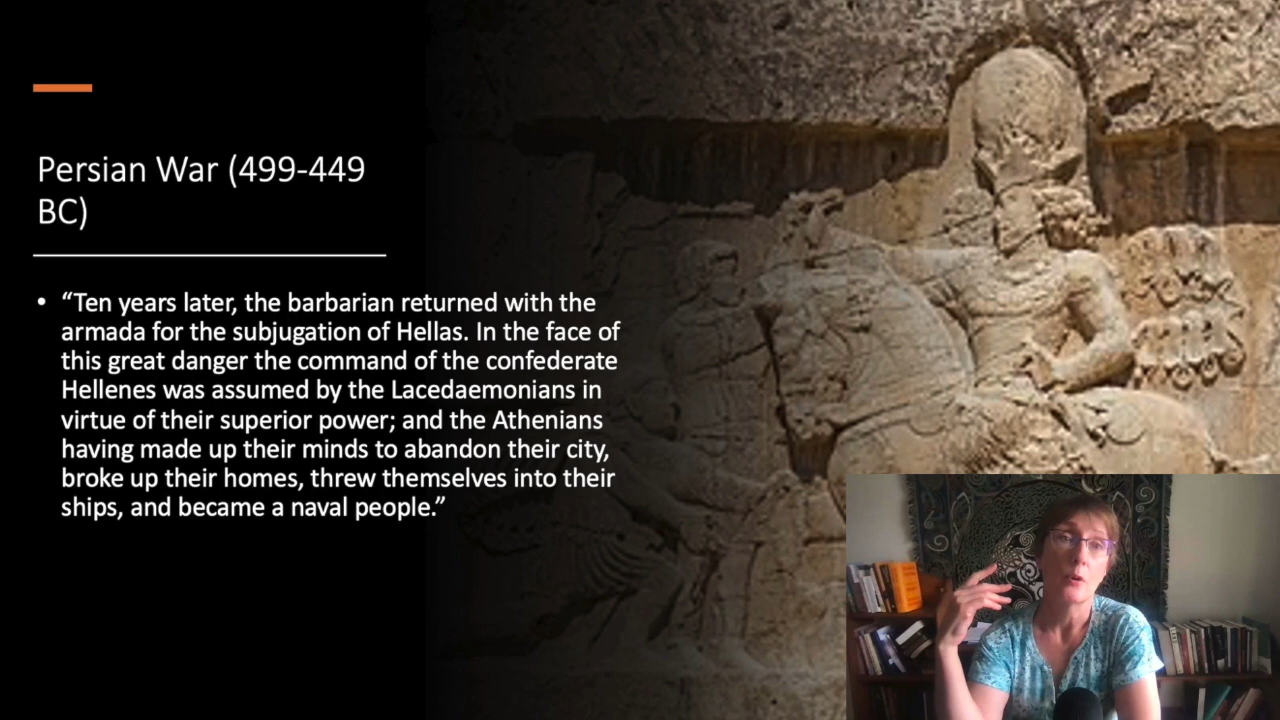 Persian War (499-449
BC)
• “Ten years later, the barbarian returned with the
armada for the subjugation of Hellas. In the face of
this great danger the command of the confederate
Hellenes was assumed by the Lacedaemonians in
virtue of their superior power; and the Athenians
having made up their minds to abandon their city,
broke up their homes, threw themselves into their
ships, and became a naval people.”